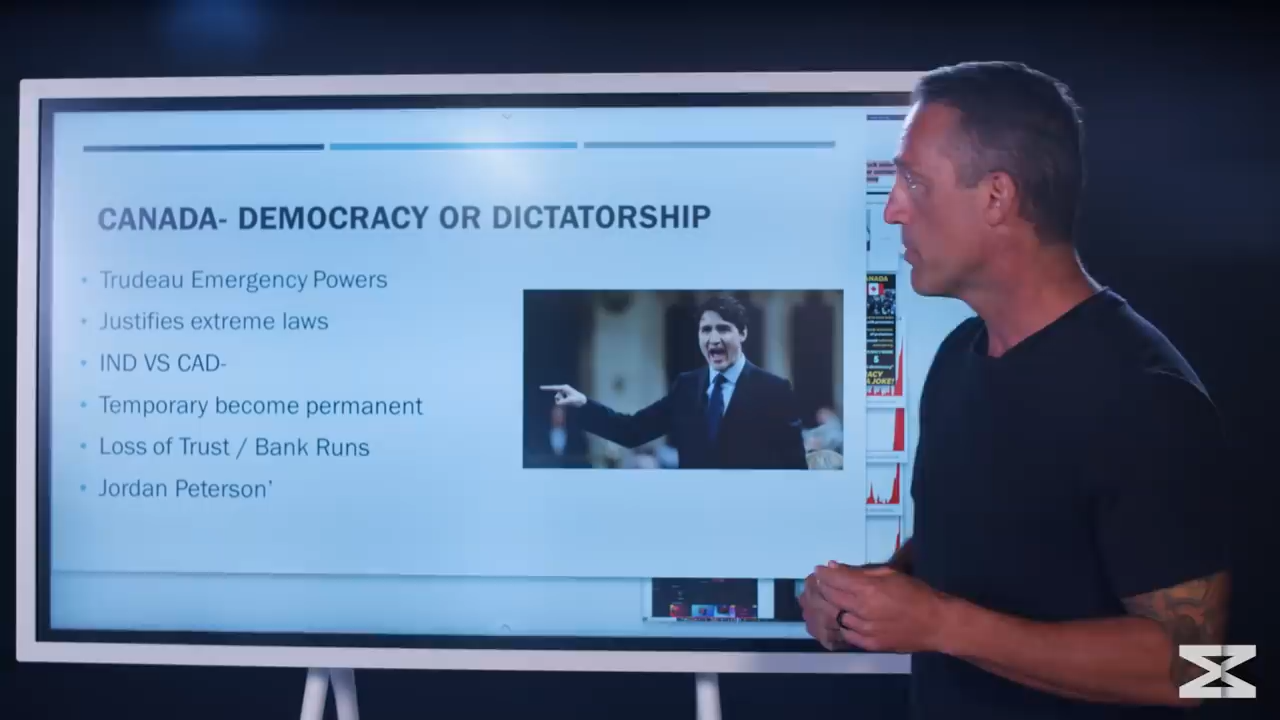 CANADA- DEMOCRACY OR DICTATORSHIP
Trudeau Emergency Powers
Justifies extreme laws
IND VS CAD-
Temporary become permanent
Loss of Trust / Bank Runs
Jordan Peterson’